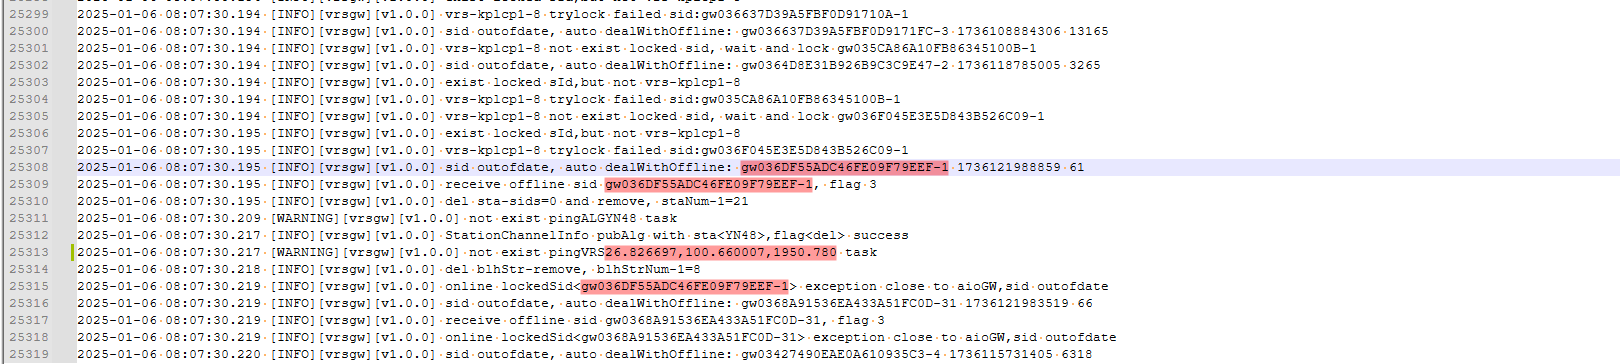 25299 2025-01-06 08:07:30.194 [INFO][vrsgw][v1.0.0] vrs-kplcp1-8 trylock failed sid:gw036637D39A5FBF0D91710A-1
25300 2025-01-06 08:07:30.194 [INFO][vrsgw][v1.0.0] sid outofdate, auto dealWithOffline: gw036637D39A5FBF0D9171FC-3 1736108884306 13165
25301 2025-01-06 08:07:30.194 [INFO][vrsgw][v1.0.0] vrs-kplcp1-8 not exist locked sid, wait and lock gw035CA86A10FB86345100B-1
25302 2025-01-06 08:07:30.194 [INFO][vrsgw][v1.0.0] sid outofdate, auto dealWithOffline: gw0364D8E31B926B9C3C9E47-2 1736118785005 3265
25303 2025-01-06 08:07:30.194 [INFO][vrsgw][v1.0.0] exist locked sId,but not vrs-kplcp1-8
25304 2025-01-06 08:07:30.194 [INFO][vrsgw][v1.0.0] vrs-kplcp1-8 trylock failed sid:gw035CA86A10FB86345100B-1
25305 2025-01-06 08:07:30.194 [INFO][vrsgw][v1.0.0] vrs-kplcp1-8 not exist locked sid, wait and lock gw036F045E3E5D843B526C09-1
25306 2025-01-06 08:07:30.195 [INFO][vrsgw][v1.0.0] exist locked sId,but not vrs-kplcp1-8
25307 2025-01-06 08:07:30.195 [INFO][vrsgw][v1.0.0] vrs-kplcp1-8 trylock failed sid:gw036F045E3E5D843B526C09-1
25308 2025-01-06 08:07:30.195 [INFO][vrsgw][v1.0.0] sid outofdate, auto dealWithOffline: gw036DF55ADC46FE09F79EEF-1 1736121988859 61
25309 2025-01-06 08:07:30.195 [INFO][vrsgw][v1.0.0] receive offline sid gw036DF55ADC46FE09F79EEF-1, flag 3
25310 2025-01-06 08:07:30.195 [INFO][vrsgw][v1.0.0] del sta-sids=0 and remove, staNum-1=21
25311 2025-01-06 08:07:30.209 [WARNING][vrsgw][v1.0.0] not exist pingALGYN48 task
25312 2025-01-06 08:07:30.217 [INFO][vrsgw][v1.0.0] StationChannelInfo pubAlg with sta<YN48>,flag<del> success
25313 2025-01-06 08:07:30.217 [WARNING][vrsgw][v1.0.0] not exist pingVRS26.826697,100.660007,1950.780 task
25314 2025-01-06 08:07:30.218 [INFO][vrsgw][v1.0.0] del blhStr-remove, blhStrNum-1=8
25315 2025-01-06 08:07:30.219 [INFO][vrsgw][v1.0.0] online lockedSid<gw036DF55ADC46FE09F79EEF-1> exception close to aioGW,sid outofdate
25316 2025-01-06 08:07:30.219 [INFO][vrsgw][v1.0.0] sid outofdate, auto dealWithOffline: gw0368A91536EA433A51FC0D-31 1736121983519 66
25317 2025-01-06 08:07:30.219 [INFO][vrsgw][v1.0.0] receive offline sid gw0368A91536EA433A51FC0D-31, flag 3
25318 2025-01-06 08:07:30.219 [INFO][vrsgw][v1.0.0] online lockedSid<gw0368A91536EA433A51FC0D-31> exception close to aioGW,sid outofdate
25319 2025-01-06 08:07:30.220 [INFO][vrsgw][v1.0.0] sid outofdate, auto dealWithOffline: gw03427490EAE0A610935C3-4 1736115731405 6318